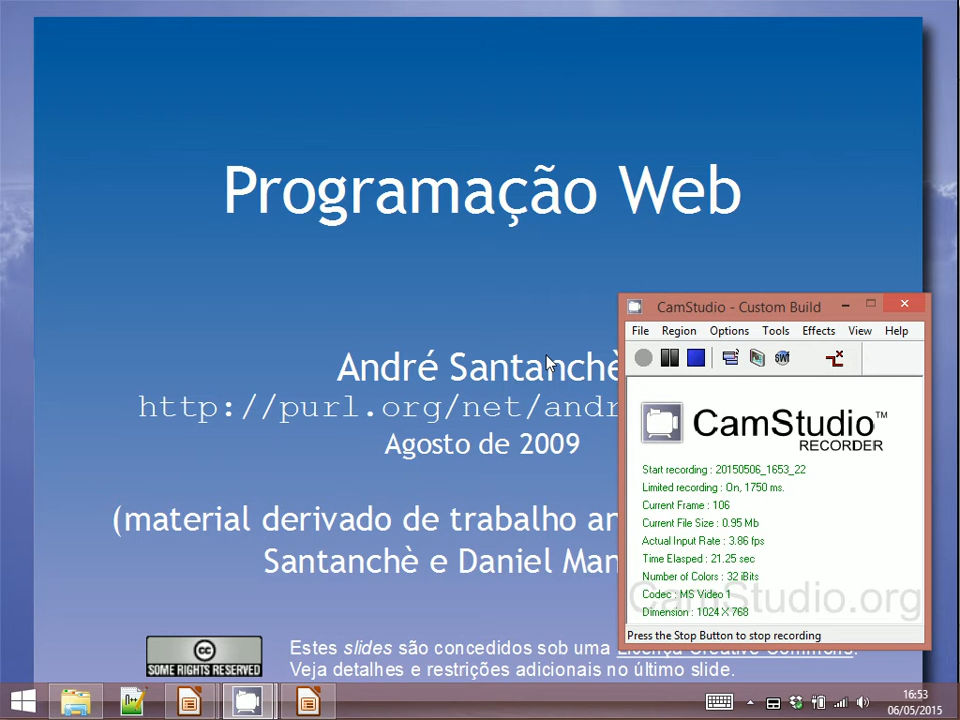 Programação Web
André Santanchè
http://purl.org/net/andr
Agosto de 2009
(material derivado de trabalho
Santanchè e Daniel
CC
SOME RIGHTS RESERVED
Estes slides são concedidos sob uma Licença Creative Commons.
Veja detalhes e restrições adicionais no último slide.
CamStudio - Custom Build
File Region Options Tools Effects View Help
SWF
CamStudio™
RECORDER
Start recording : 20150506_1653_22
Limited recording : On, 1750 ms.
Current Frame : 106
Current File Size : 0.95 Mb
Actual Input Rate : 3.86 fps
Time Elasped : 21.25 sec
Number of Colors : 32 iBits
Codec : MS Video 1
Dimension : 1024 X 768
CamStudio.org
Press the Stop Button to stop recording
16:53
06/05/2015